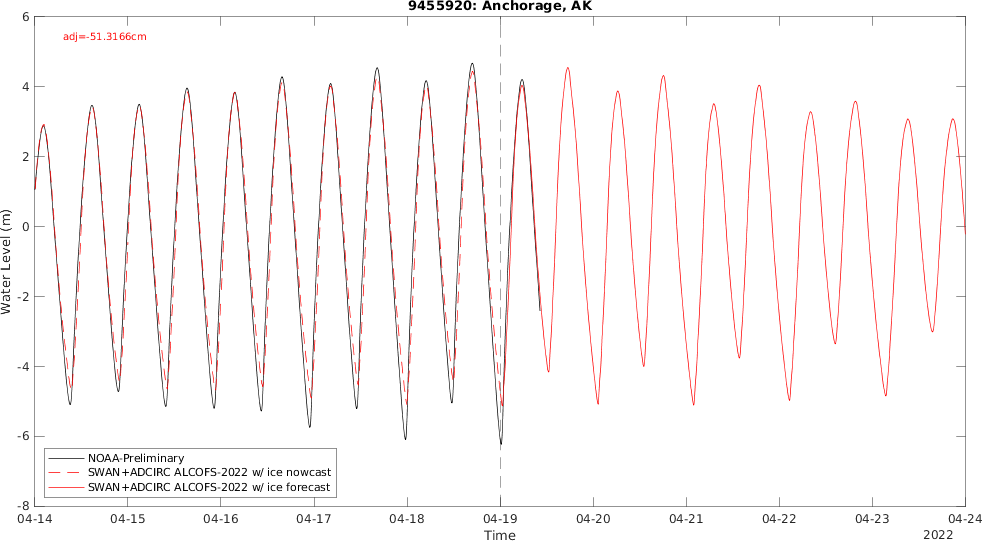 9455920: Anchorage, AK
adj=-51.3166cm
6
4
2
0
-2
-4
-6
-8
Water Level (m)
NOAA-Preliminary
SWAN+ADCIRC ALCOFS-2022 w/ ice nowcast
SWAN+ADCIRC ALCOFS-2022 w/ ice forecast
04-14 04-15 04-16 04-17 04-18 04-19 04-20 04-21 04-22 04-23 04-24
Time
2022